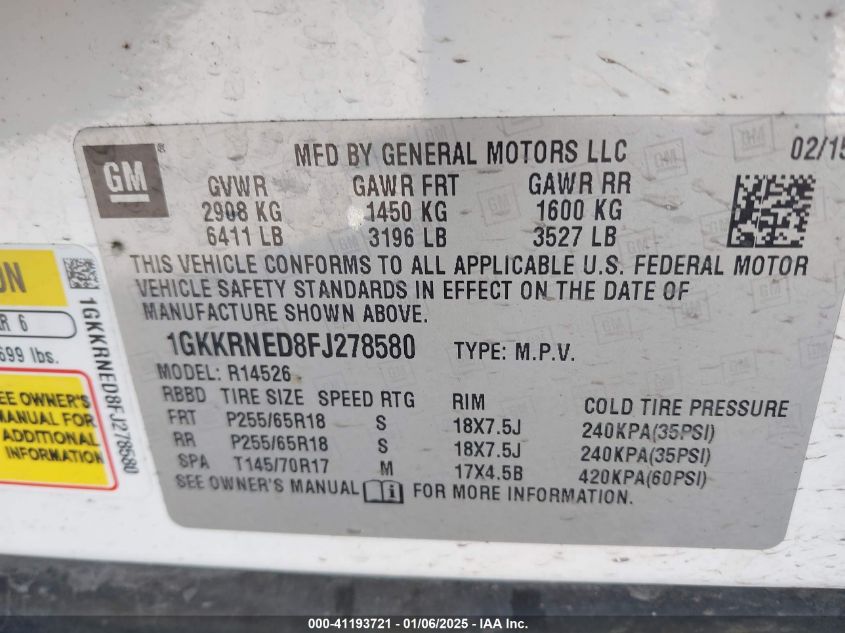 GM
MFD BY GENERAL MOTORS LLC 02/15
GVWR GAWR FRT GAWR RR
2908 KG 1450 KG 1600 KG
6411 LB 3196 LB 3527 LB
THIS VEHICLE CONFORMS TO ALL APPLICABLE U.S. FEDERAL MOTOR
VEHICLE SAFETY STANDARDS IN EFFECT ON THE DATE OF
MANUFACTURE SHOWN ABOVE.
1GKKRNED8FJ278580 TYPE: M.P.V.
MODEL: R14526
RBBD TIRE SIZE SPEED RTG RIM COLD TIRE PRESSURE
FRT P255/65R18 S 18X7.5J 240KPA(35PSI)
RR P255/65R18 S 18X7.5J 240KPA(35PSI)
SPA T145/70R17 M 17X4.5B 420KPA(60PSI)
SEE OWNER'S MANUAL i FOR MORE INFORMATION.
ON
R 6
699 lbs.
EE OWNER'S
MANUAL FOR
ADDITIONAL
INFORMATION
1GKKRNED8FJ278580
000-41193721 - 01/06/2025 - IAA Inc.